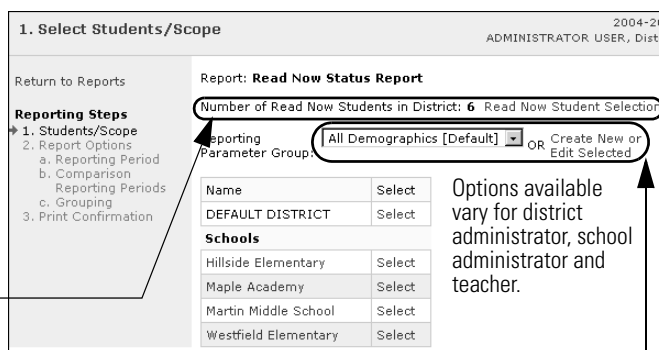 1. Select Students/Scope
2004-20
ADMINISTRATOR USER, Dist
Return to Reports
Reporting Steps
1. Students/Scope
2. Report Options
a. Reporting Period
b. Comparison
Reporting Periods
c. Grouping
3. Print Confirmation
Report: Read Now Status Report
Number of Read Now Students in District: 6 Read Now Student Selection
Reporting
Parameter Group:
All Demographics [Default]
OR
Create New or
Edit Selected
Name Select
DEFAULT DISTRICT Select
Schools
Hillside Elementary Select
Maple Academy Select
Martin Middle School Select
Westfield Elementary Select
Options available
vary for district
administrator, school
administrator and
teacher.